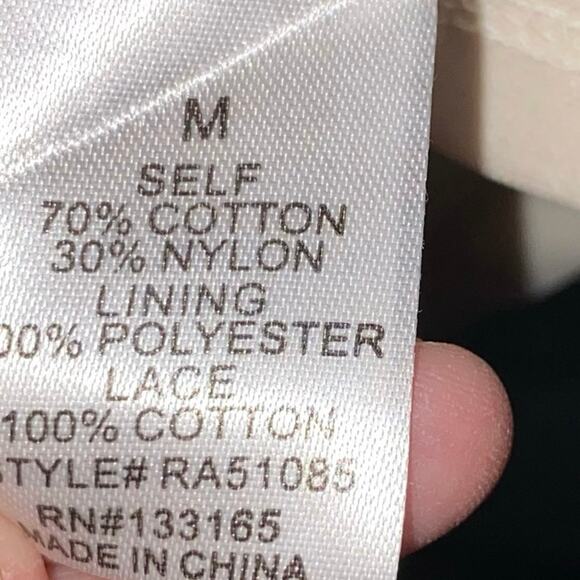 M
SELF
70% COTTON
30% NYLON
LINING
00% POLYESTER
LACE
100% COTTON
STYLE# RA51085
RN#133165
MADE IN CHINA